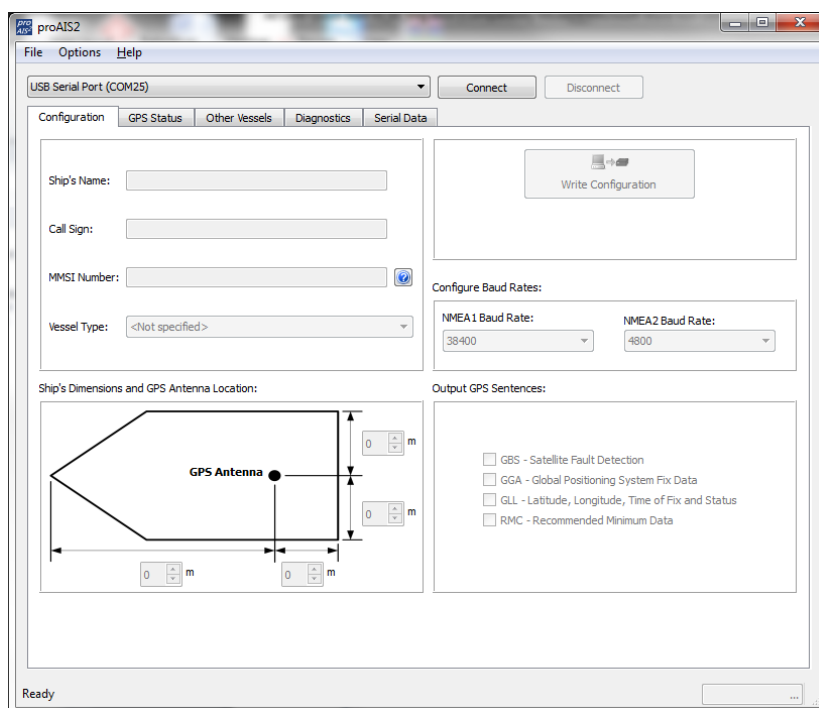 pro AIS2 proAIS2
File Options Help
USB Serial Port (COM25) Connect Disconnect
Configuration GPS Status Other Vessels Diagnostics Serial Data
Ship's Name:
Call Sign:
MMSI Number: ?
Vessel Type: <Not specified>
Write Configuration
Configure Baud Rates:
NMEA1 Baud Rate: NMEA2 Baud Rate:
38400 4800
Ship's Dimensions and GPS Antenna Location:
GPS Antenna
0 m
0 m
0 m 0 m
Output GPS Sentences:
GBS - Satellite Fault Detection
GGA - Global Positioning System Fix Data
GLL - Latitude, Longitude, Time of Fix and Status
RMC - Recommended Minimum Data
Ready ...